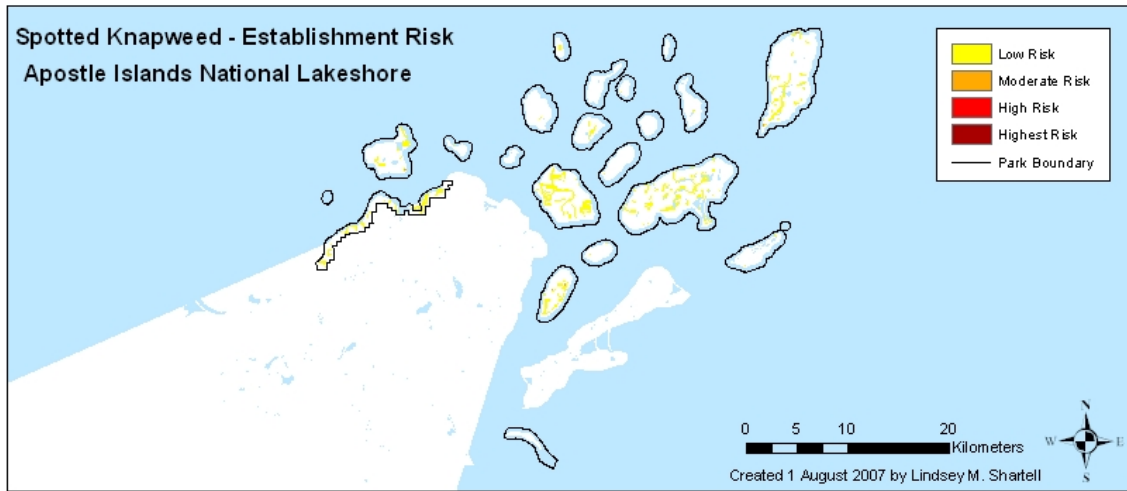 Spotted Knapweed - Establishment Risk
Apostle Islands National Lakeshore
Low Risk
Moderate Risk
High Risk
Highest Risk
Park Boundary
0 5 10 20
Kilometers
Created 1 August 2007 by Lindsey M. Shartell
N
W E
S